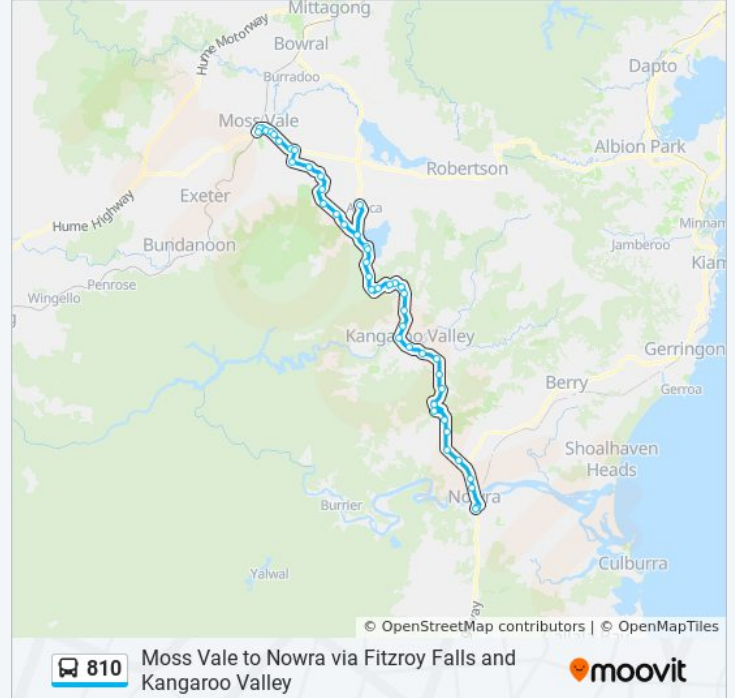 Mittagong
Hume Motorway
Bowral
Burradoo
Dapto
Moss Vale
Albion Park
Robertson
Exeter
Hume Highway
Bundanoon
Minnam
Jamberoo
Kiam
Penrose
Wingello
Kangaroo Valley
Gerringon
Berry
Gerroa
Shoalhaven
Heads
Nowra
Burrier
Culburra
Yalwal
© OpenStreetMap contributors | © OpenMapTiles
810
Moss Vale to Nowra via Fitzroy Falls and
Kangaroo Valley
moovit